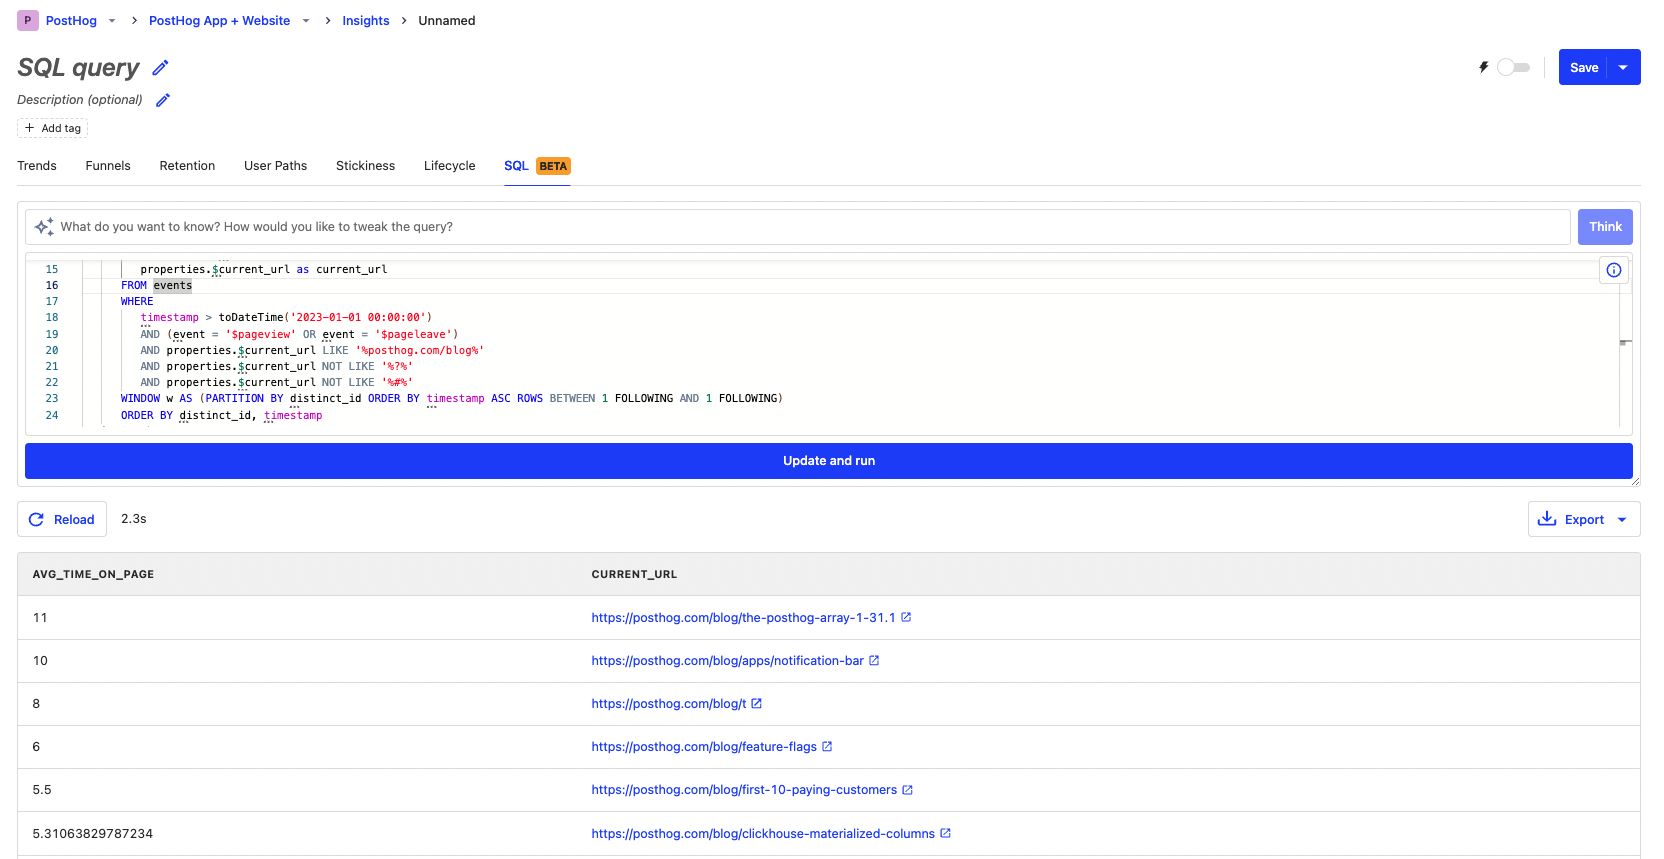 P PostHog > PostHog App + Website > Insights > Unnamed
SQL query
Description (optional)
Save
+ Add tag
Trends Funnels Retention User Paths Stickiness Lifecycle SQL BETA
What do you want to know? How would you like to tweak the query? Think
15 properties.$current_url as current_url
16 FROM events
17 WHERE
18 timestamp > toDateTime('2023-01-01 00:00:00')
19 AND (event = '$pageview' OR event = '$pageleave')
20 AND properties.$current_url LIKE '%posthog.com/blog%'
21 AND properties.$current_url NOT LIKE '%?%'
22 AND properties.$current_url NOT LIKE '%#%'
23 WINDOW w AS (PARTITION BY distinct_id ORDER BY timestamp ASC ROWS BETWEEN 1 FOLLOWING AND 1 FOLLOWING)
24 ORDER BY distinct_id, timestamp
Update and run
Reload 2.3s Export
AVG_TIME_ON_PAGE CURRENT_URL
11 https://posthog.com/blog/the-posthog-array-1-31.1
10 https://posthog.com/blog/apps/notification-bar
8 https://posthog.com/blog/t
6 https://posthog.com/blog/feature-flags
5.5 https://posthog.com/blog/first-10-paying-customers
5.31063829787234 https://posthog.com/blog/clickhouse-materialized-columns